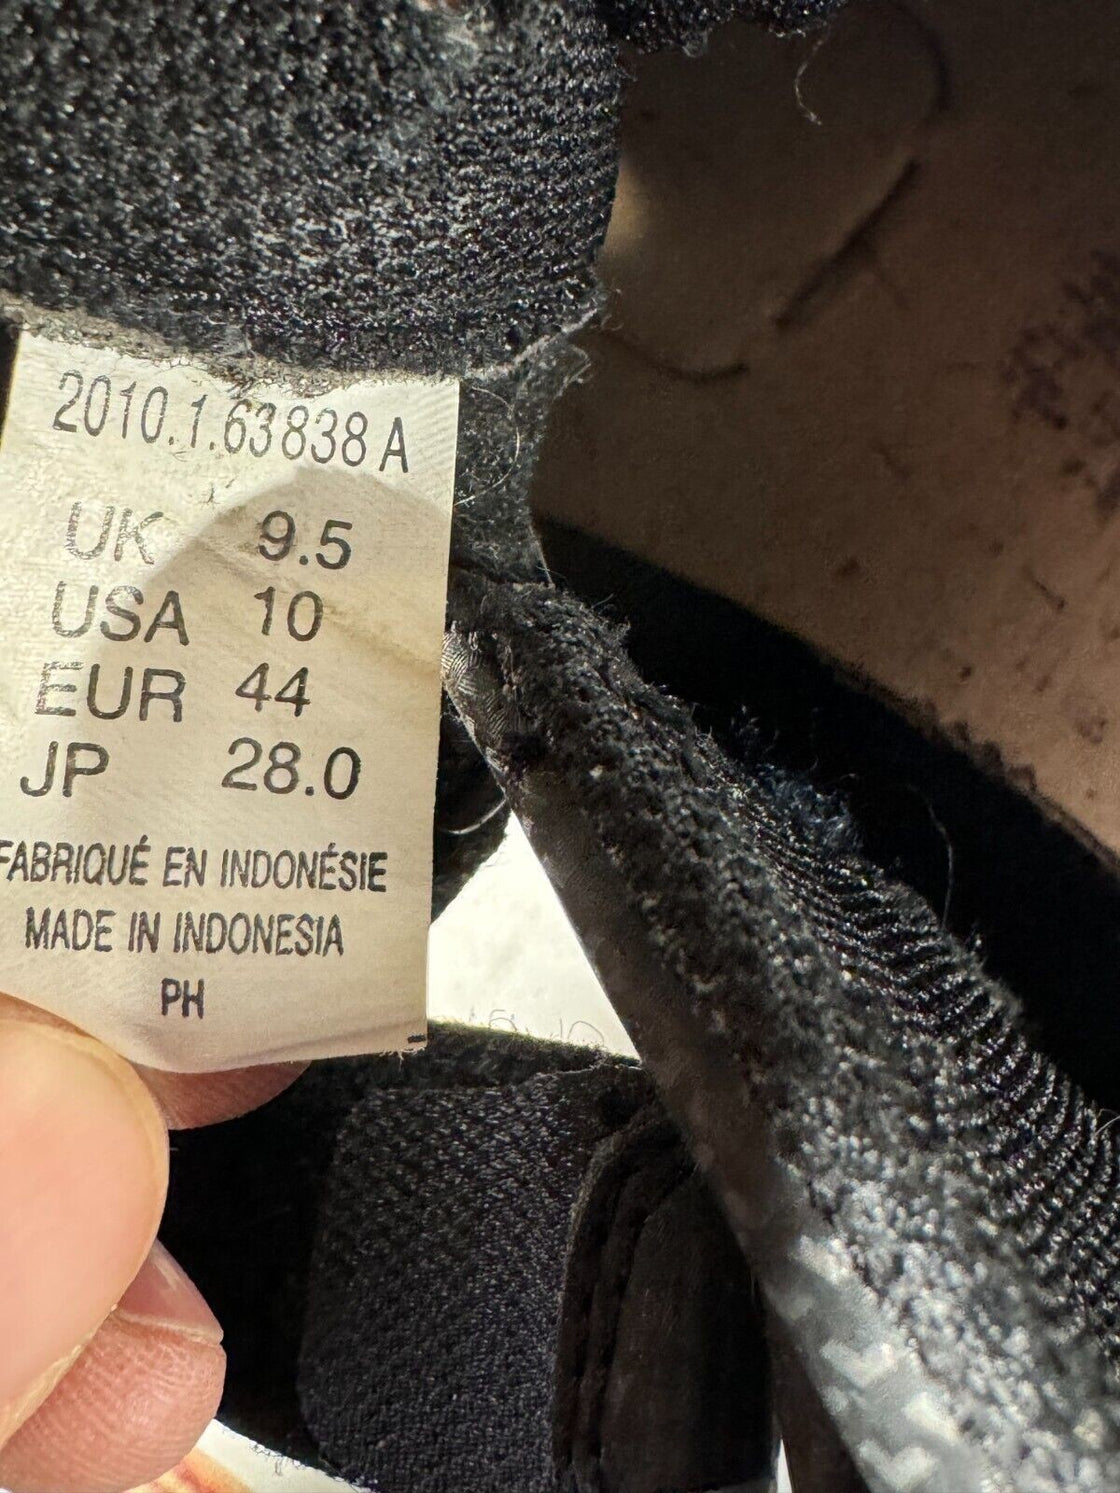 2010.1.63838 A
UK 9.5
USA 10
EUR 44
JP 28.0
FABRIQUÉ EN INDONÉSIE
MADE IN INDONESIA
PH